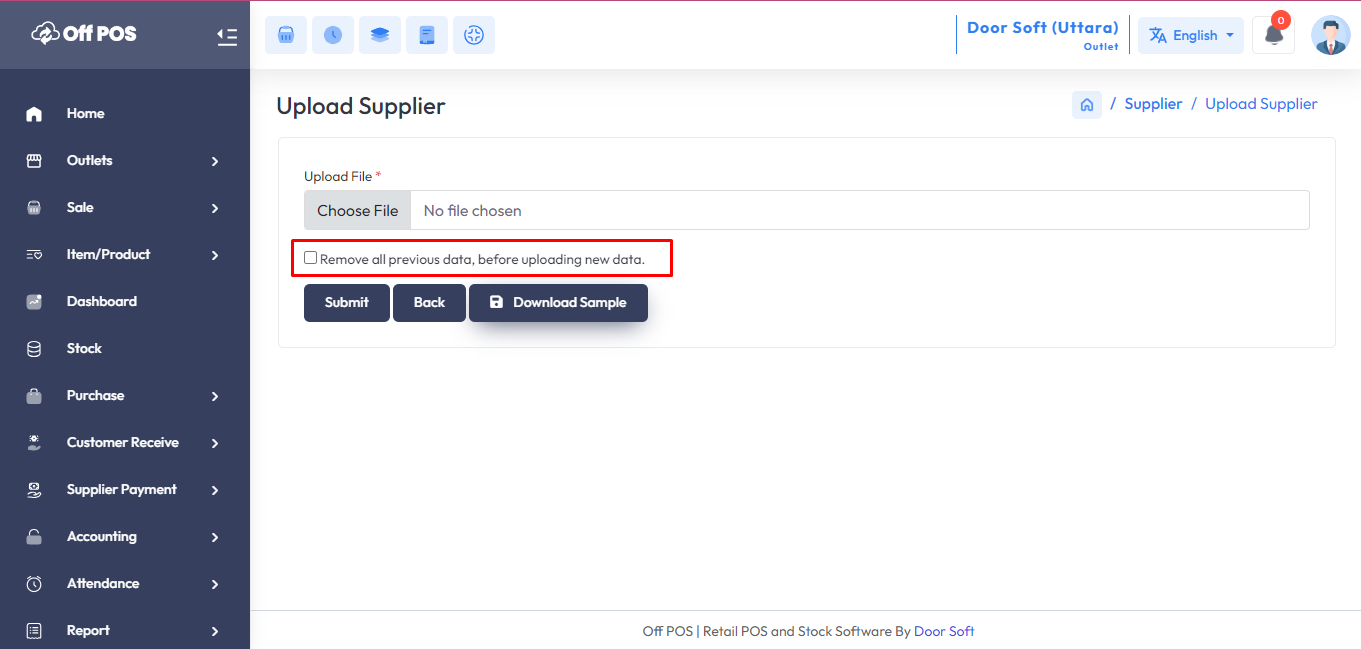 Off POS
Door Soft (Uttara)
Outlet
English
0
Home
Outlets
Sale
Item/Product
Dashboard
Stock
Purchase
Customer Receive
Supplier Payment
Accounting
Attendance
Report
Upload Supplier
/ Supplier / Upload Supplier
Upload File *
Choose File No file chosen
Remove all previous data, before uploading new data.
Submit Back Download Sample
Off POS | Retail POS and Stock Software By Door Soft